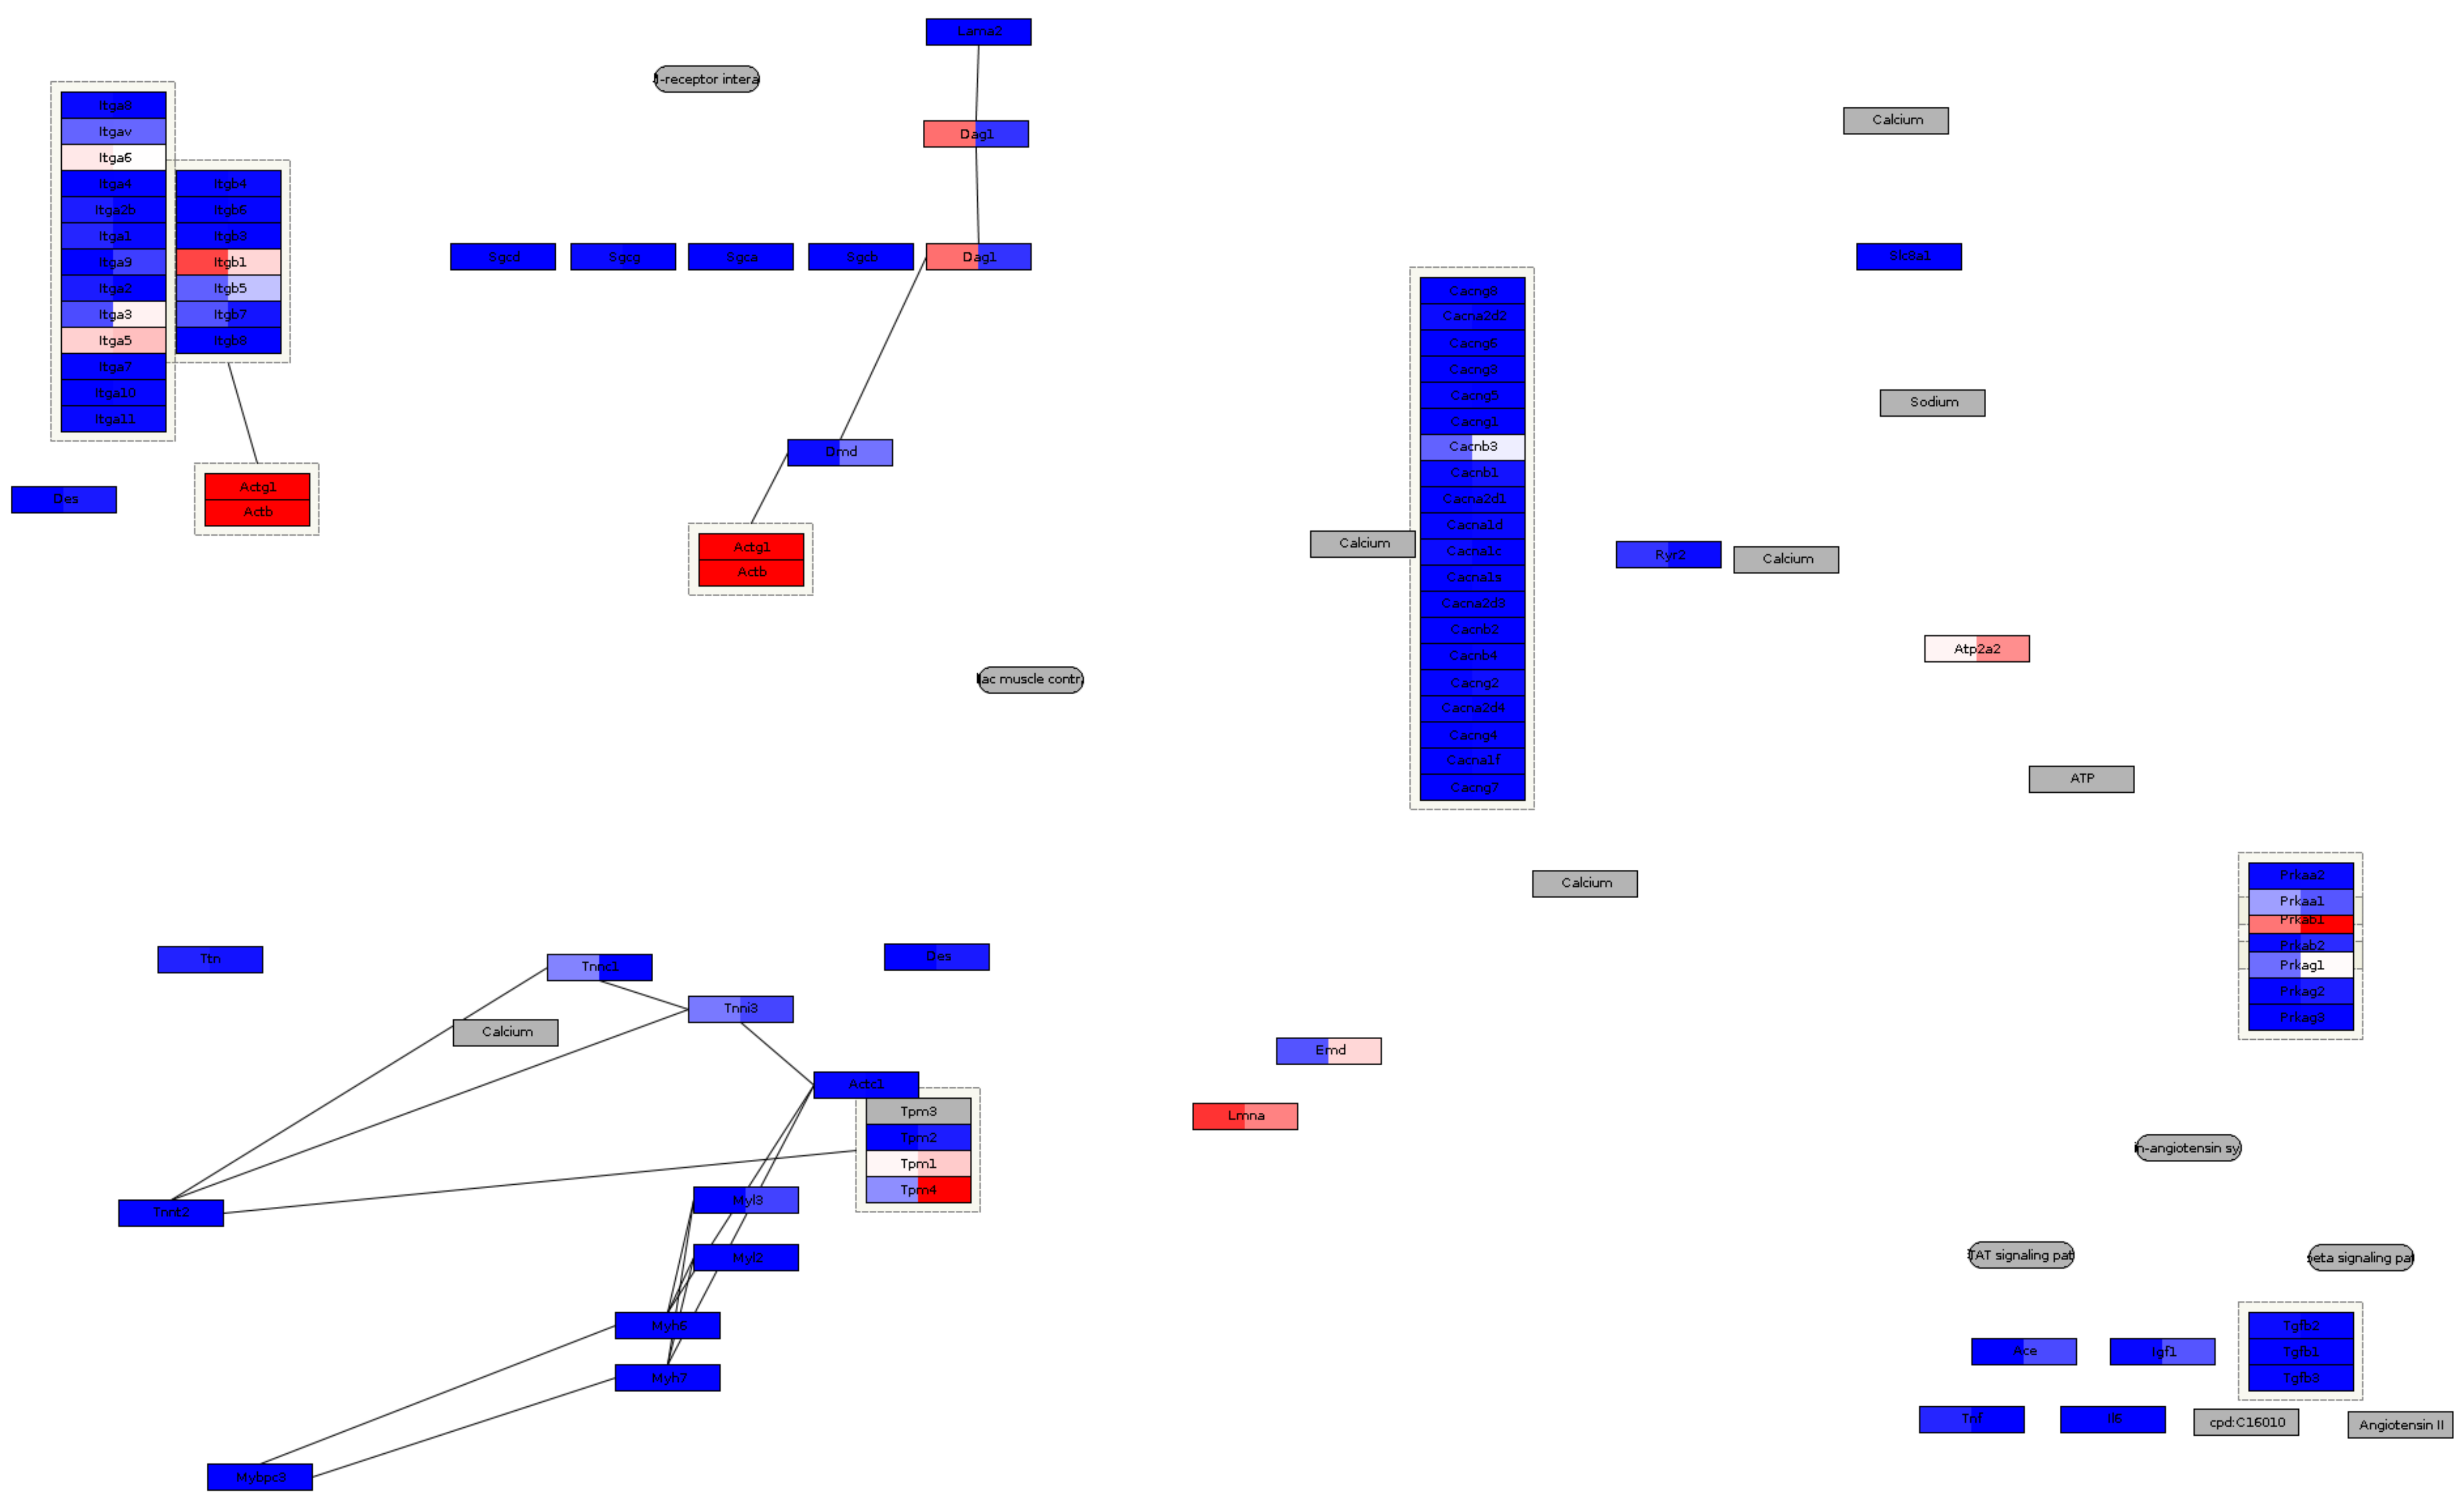 Lama2
-receptor intera
Dag1
Calcium
Itga8
Itgav
Itga6
Itga4
Itga2b
Itga1
Itga9
Itga2
Itga3
Itga5
Itga7
Itga10
Itga11
Itgb4
Itgb6
Itgb3
Itgb1
Itgb5
Itgb7
Itgb8
Sgcd
Sgcg
Sgca
Sgcb
Dag1
Slc8a1
Cacng8
Cacna2d2
Cacng6
Cacng3
Cacng5
Cacng1
Cacnb3
Cacnb1
Cacna2d1
Cacna1d
Cacna1c
Cacna1s
Cacna2d3
Cacnb2
Cacnb4
Cacng2
Cacna2d4
Cacng4
Cacna1f
Cacng7
Sodium
Dmd
Des
Actg1
Actb
Actg1
Actb
Calcium
Ryr2
Calcium
Atp2a2
ac muscle contr
ATP
Calcium
Prkaa2
Prkaa1
Prkab1
Prkab2
Prkag1
Prkag2
Prkag3
Ttn
Tnnc1
Des
Tnni3
Calcium
Emd
Actc1
Tpm3
Tpm2
Tpm1
Tpm4
Lmna
n-angiotensin sy
Tnnt2
Myl3
Myl2
TAT signaling pat
beta signaling pat
Myh6
Myh7
Ace
Igf1
Tgfb2
Tgfb1
Tgfb3
Tnf
Il6
cpd:C16010
Angiotensin II
Mybpc3